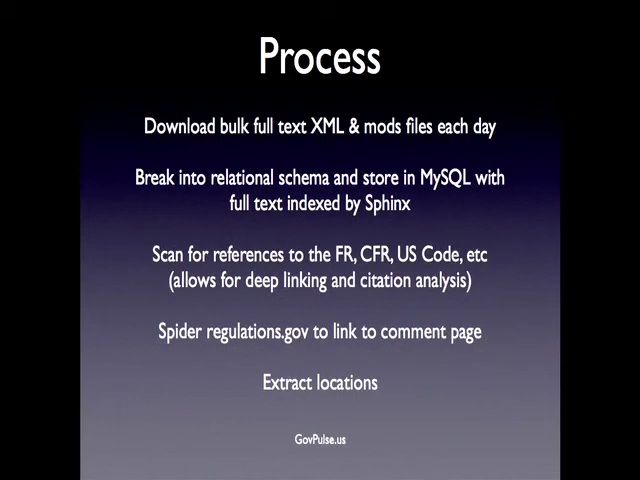 Process
Download bulk full text XML & mods files each day
Break into relational schema and store in MySQL with
full text indexed by Sphinx
Scan for references to the FR, CFR, US Code, etc
(allows for deep linking and citation analysis)
Spider regulations.gov to link to comment page
Extract locations
GovPulse.us